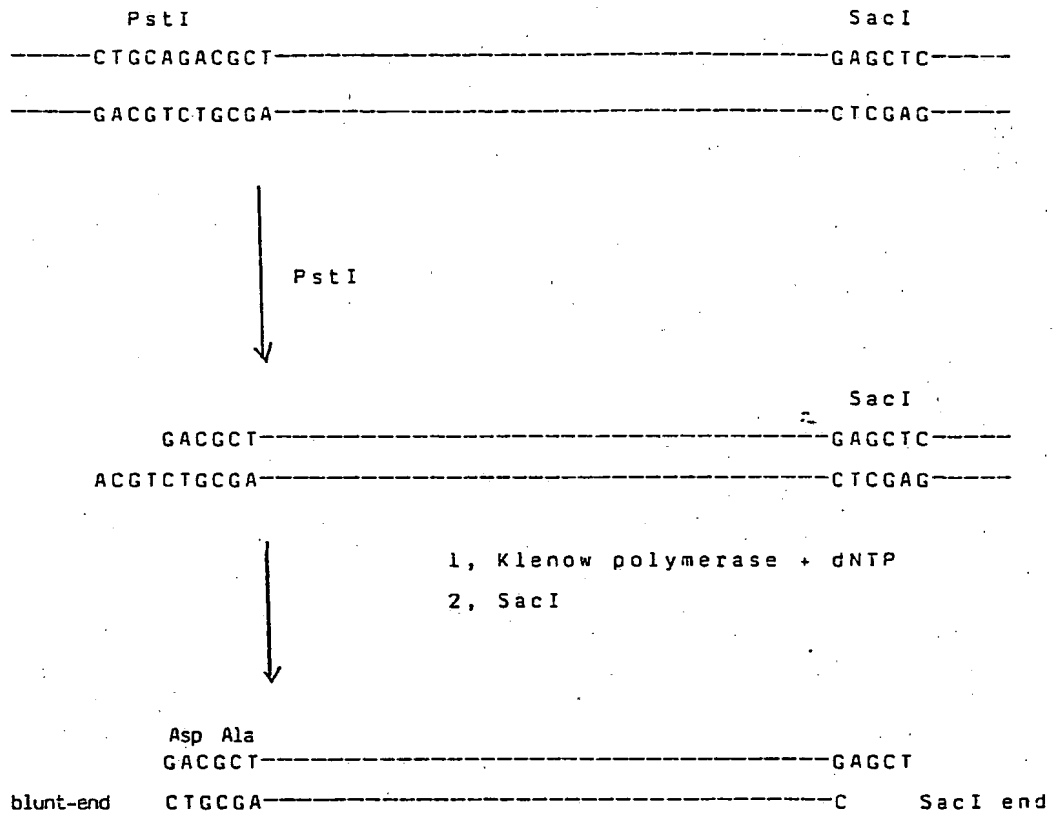 PstI SacI
-----CTGCAGACGCT----------------------------------GAGCTC-----
-----GACGTCTGCGA----------------------------------CTCGAG-----
PstI
SacI
GACGCT----------------------------------GAGCTC-----
ACGTCTGCGA----------------------------------CTCGAG-----
1, Klenow polymerase + dNTP
2, SacI
Asp Ala
GACGCT----------------------------------GAGCT
blunt-end CTGCGA----------------------------------C SacI end